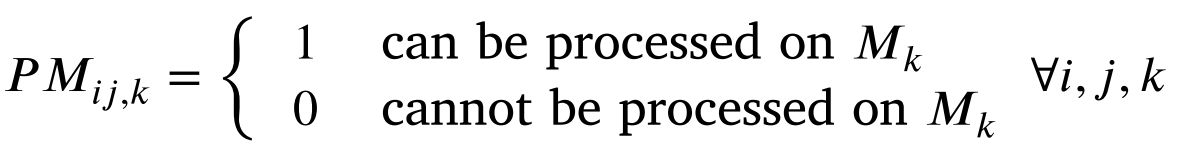 PM_{ij,k} = { 1 can be processed on M_k
0 cannot be processed on M_k ∀i, j, k